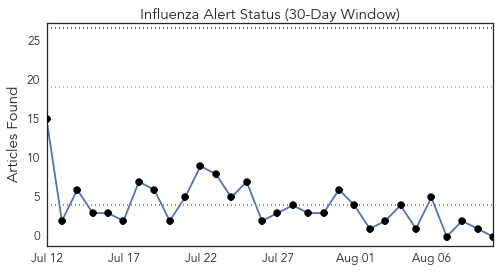 Influenza Alert Status (30-Day Window)
Articles Found
25
20
15
10
5
0
Jul 12
Jul 17
Jul 22
Jul 27
Aug 01
Aug 06